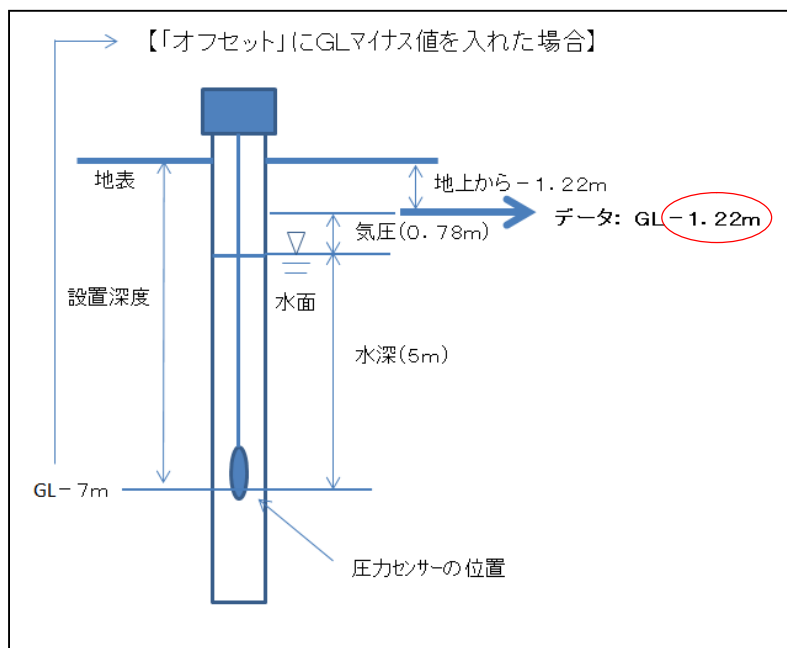 【「オフセット」にGLマイナス値を入れた場合】
地表
地上から－１．２２m
データ： GL－１．２２m
気圧(０．７８m)
設置深度
水面
水深(５m)
GL－７m
圧力センサーの位置